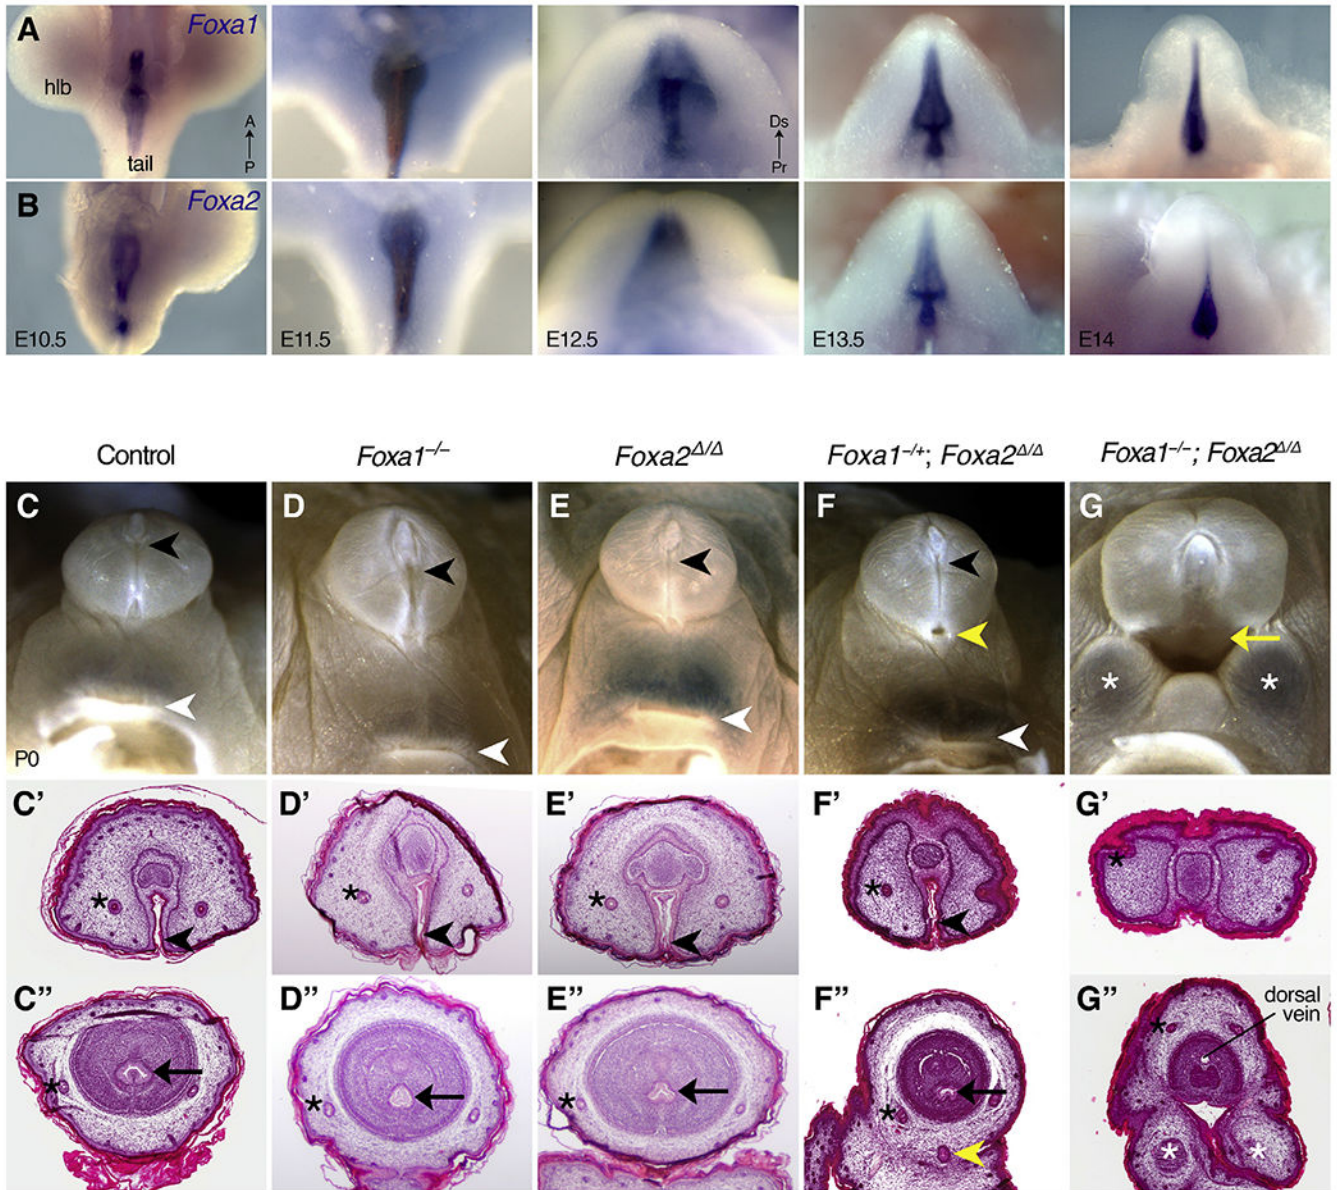 A
Foxa1
hlb
A
P
tail
Ds
Pr
B
Foxa2
E10.5
E11.5
E12.5
E13.5
E14
Control
Foxa1⁻/⁻
Foxa2Δ/Δ
Foxa1⁻/⁺; Foxa2Δ/Δ
Foxa1⁻/⁻; Foxa2Δ/Δ
C
D
E
F
G
*
*
P0
C'
D'
E'
F'
G'
*
*
*
*
*
C"
D"
E"
F"
G"
dorsal
vein
*
*
*
*
*
*
*